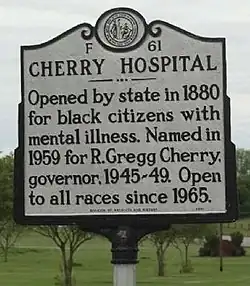 F 61
CHERRY HOSPITAL
Opened by state in 1880
for black citizens with
mental illness. Named in
1959 for R. Gregg Cherry,
governor, 1945-49. Open
to all races since 1965.